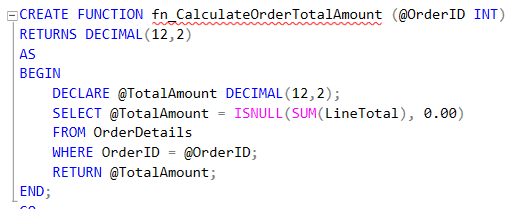 CREATE FUNCTION fn_CalculateOrderTotalAmount (@OrderID INT)
RETURNS DECIMAL(12,2)
AS
BEGIN
    DECLARE @TotalAmount DECIMAL(12,2);
    SELECT @TotalAmount = ISNULL(SUM(LineTotal), 0.00)
    FROM OrderDetails
    WHERE OrderID = @OrderID;
    RETURN @TotalAmount;
END;
GO